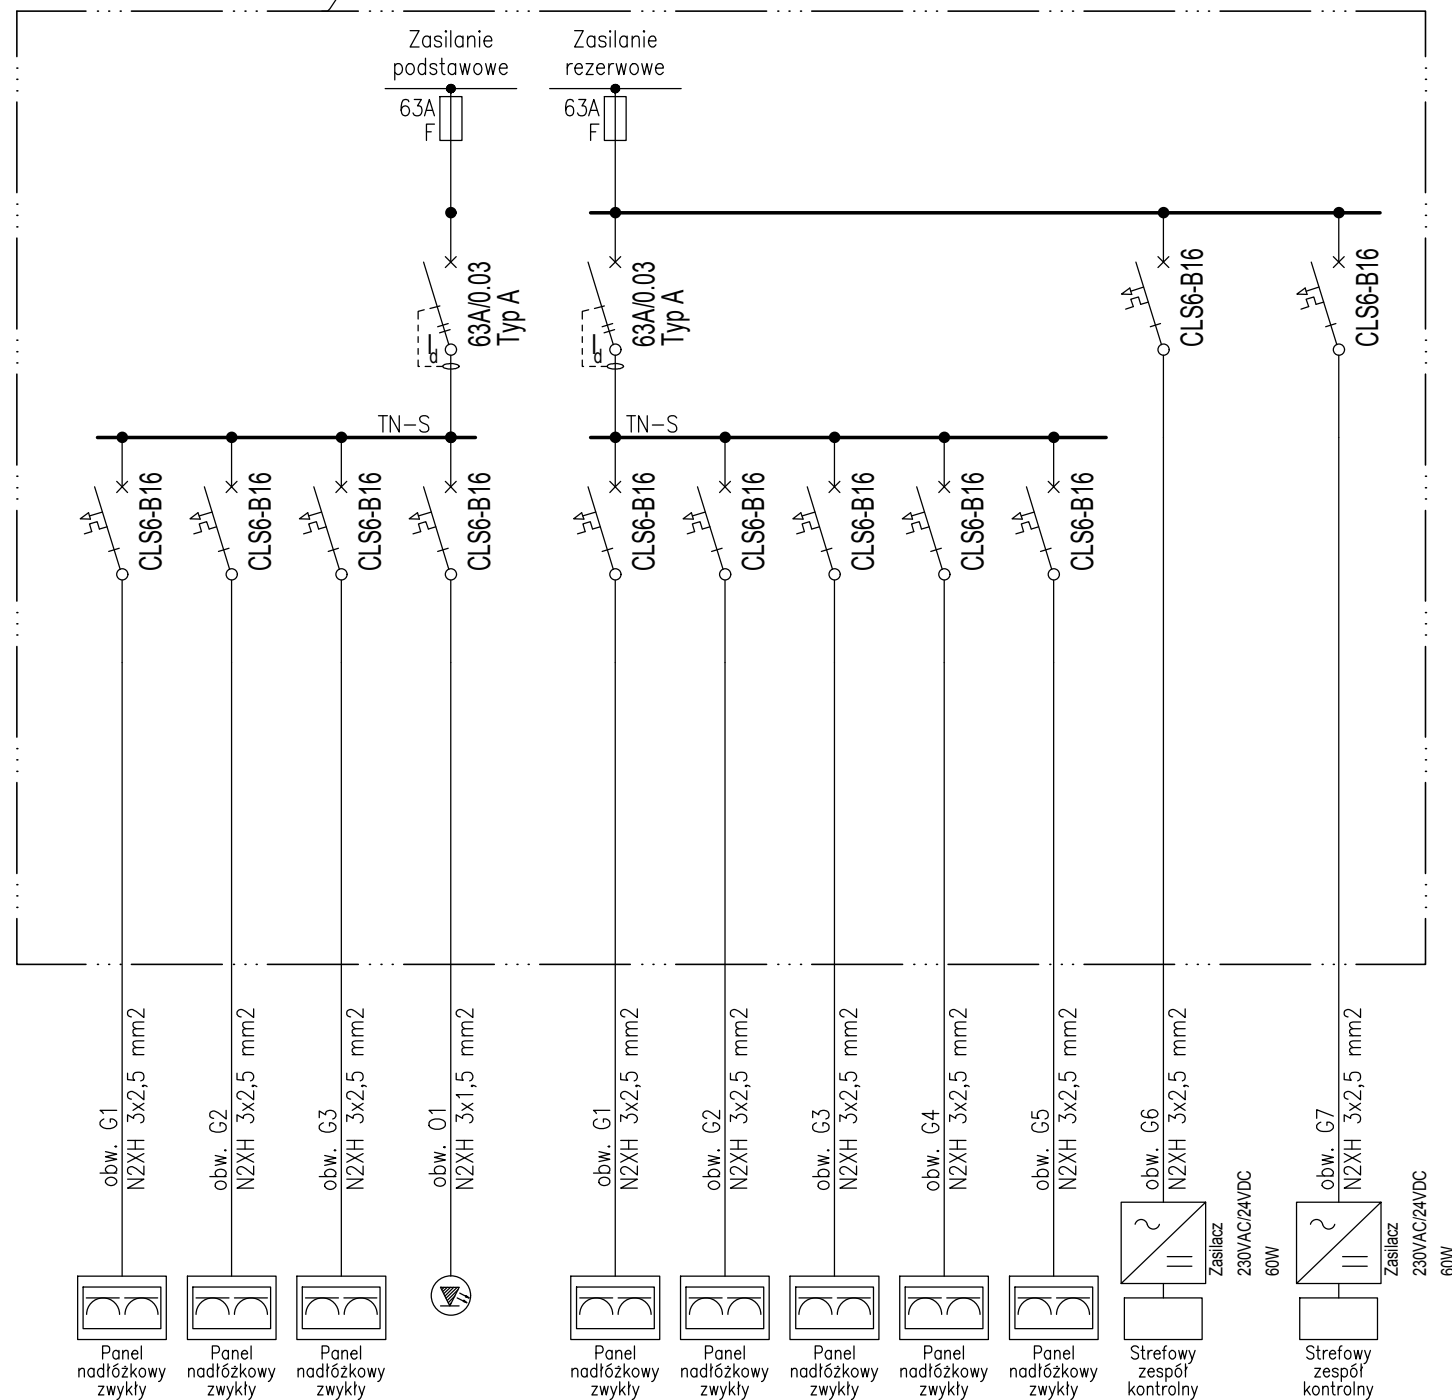 Zasilanie
podstawowe
Zasilanie
rezerwowe
63A
F
63A
F
63A/0.03
Typ A
Id
63A/0.03
Typ A
Id
CLS6-B16
CLS6-B16
TN-S
TN-S
CLS6-B16
CLS6-B16
CLS6-B16
CLS6-B16
CLS6-B16
CLS6-B16
CLS6-B16
CLS6-B16
CLS6-B16
obw. G1
N2XH 3x2,5 mm2
obw. G2
N2XH 3x2,5 mm2
obw. G3
N2XH 3x2,5 mm2
obw. O1
N2XH 3x1,5 mm2
obw. G1
N2XH 3x2,5 mm2
obw. G2
N2XH 3x2,5 mm2
obw. G3
N2XH 3x2,5 mm2
obw. G4
N2XH 3x2,5 mm2
obw. G5
N2XH 3x2,5 mm2
obw. G6
N2XH 3x2,5 mm2
obw. G7
N2XH 3x2,5 mm2
Zasilacz
230VAC/24VDC
60W
Zasilacz
230VAC/24VDC
60W
Panel
nadłóżkowy
zwykły
Panel
nadłóżkowy
zwykły
Panel
nadłóżkowy
zwykły
Panel
nadłóżkowy
zwykły
Panel
nadłóżkowy
zwykły
Panel
nadłóżkowy
zwykły
Panel
nadłóżkowy
zwykły
Panel
nadłóżkowy
zwykły
Strefowy
zespół
kontrolny
Strefowy
zespół
kontrolny